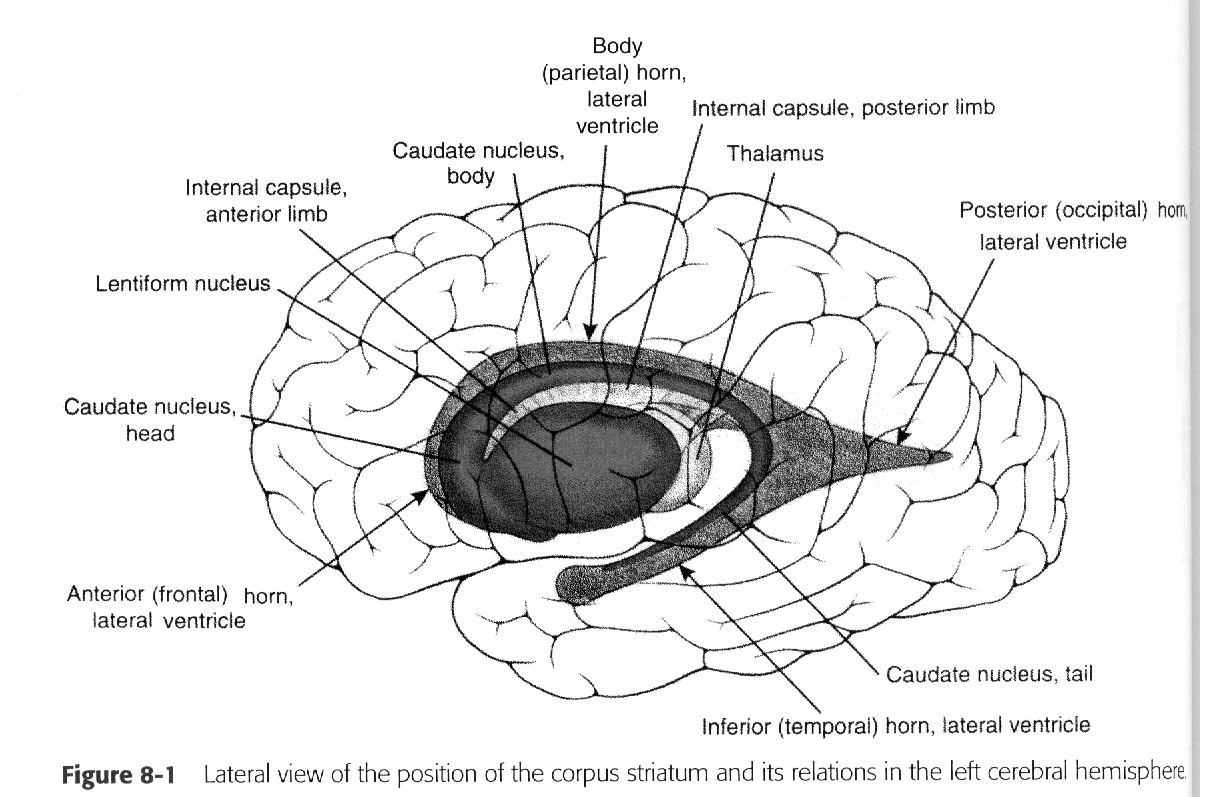 Body
(parietal) horn,
lateral
ventricle
Internal capsule, posterior limb
Caudate nucleus,
body
Thalamus
Internal capsule,
anterior limb
Posterior (occipital) horn,
lateral ventricle
Lentiform nucleus
Caudate nucleus,
head
Anterior (frontal) horn,
lateral ventricle
Caudate nucleus, tail
Inferior (temporal) horn, lateral ventricle
Figure 8-1 Lateral view of the position of the corpus striatum and its relations in the left cerebral hemisphere.